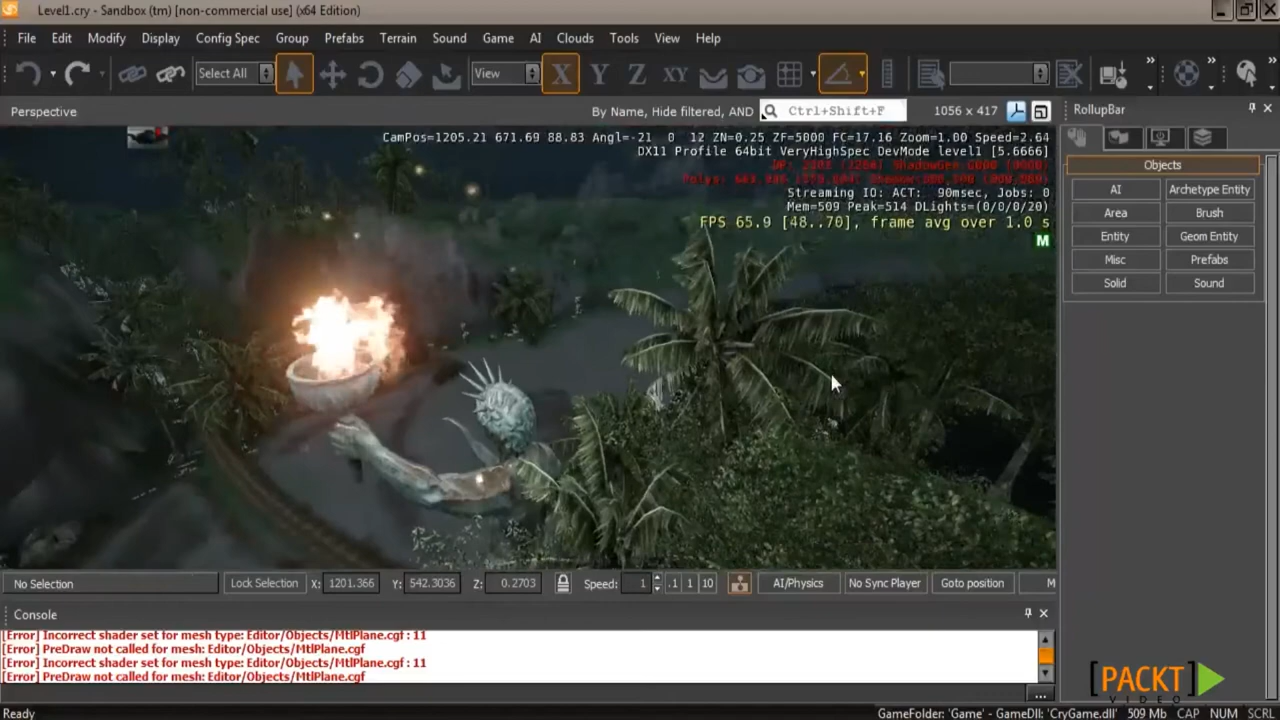 Level1.cry - Sandbox (tm) [non-commercial use] (x64 Edition)
File Edit Modify Display Config Spec Group Prefabs Terrain Sound Game AI Clouds Tools View Help
Select All View X Y Z XY
Perspective By Name, Hide filtered, AND Ctrl+Shift+F 1056 x 417 RollupBar
CamPos=1205.21 671.69 88.83 Angl=-21 0 12 ZN=0.25 ZF=5000 FC=17.16 Zoom=1.00 Speed=2.64
DX11 Profile 64bit VeryHighSpec DevMode level1 [5.6666]
Streaming IO: ACT: 90msec, Jobs: 0
Mem=509 Peak=514 DLights=(0/0/0/20)
FPS 65.9 [48..70], frame avg over 1.0 s
M
Objects
AI Archetype Entity
Area Brush
Entity Geom Entity
Misc Prefabs
Solid Sound
No Selection Lock Selection X: 1201.366 Y: 542.3036 Z: 0.2703 Speed: 1 .1 1 10 AI/Physics No Sync Player Goto position M
Console
[Error] Incorrect shader set for mesh type: Editor/Objects/MtlPlane.cgf : 11
[Error] PreDraw not called for mesh: Editor/Objects/MtlPlane.cgf
[Error] Incorrect shader set for mesh type: Editor/Objects/MtlPlane.cgf : 11
[Error] PreDraw not called for mesh: Editor/Objects/MtlPlane.cgf
...
[PACKT]
VIDEO
Ready GameFolder: 'Game' - GameDll: 'CryGame.dll' 509 Mb CAP NUM SCRL